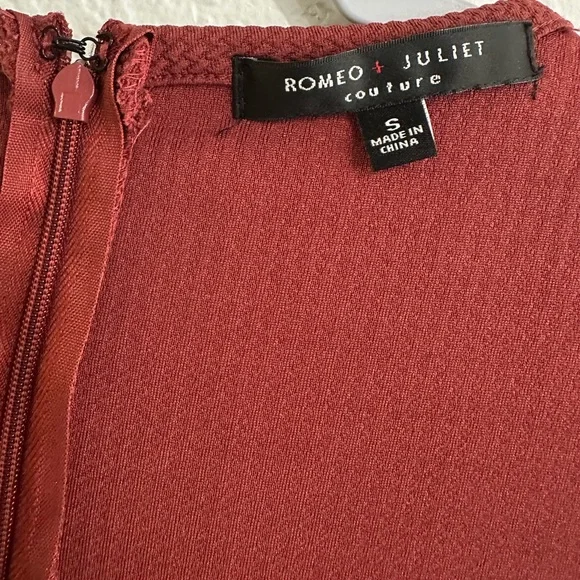 ROMEO + JULIET
couture
S
MADE IN
CHINA